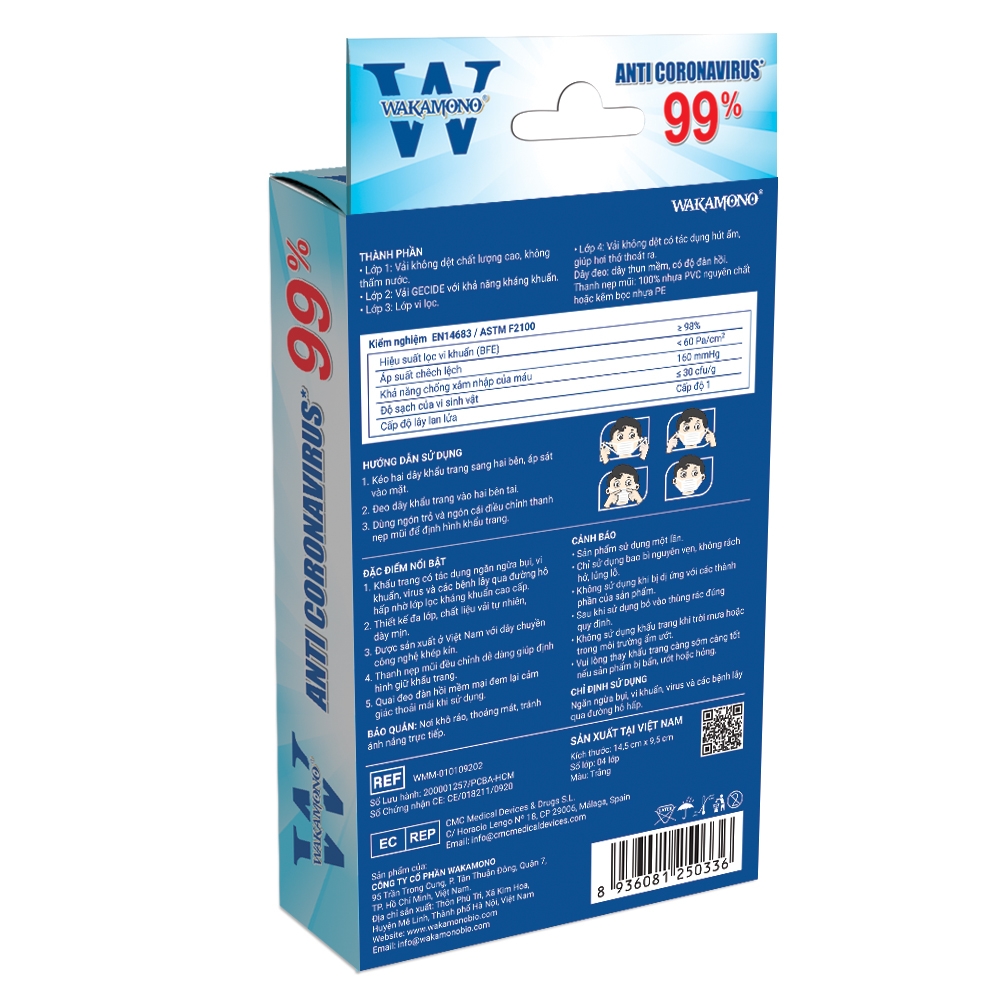 WAKAMONO®
W
ANTI CORONAVIRUS*
99%
WAKAMONO®
THÀNH PHẦN
• Lớp 1: Vải không dệt chất lượng cao, không
thấm nước.
• Lớp 2: Vải GECIDE với khả năng kháng khuẩn.
• Lớp 3: Lớp vi lọc.
• Lớp 4: Vải không dệt có tác dụng hút ẩm,
giúp hơi thở thoát ra.
Dây đeo: dây thun mềm, có độ đàn hồi.
Thanh nẹp mũi: 100% nhựa PVC nguyên chất
hoặc kẽm bọc nhựa PE
Kiểm nghiệm EN14683 / ASTM F2100
Hiệu suất lọc vi khuẩn (BFE) ≥ 98%
Áp suất chênh lệch < 60 Pa/cm²
Khả năng chống xâm nhập của máu 160 mmHg
Độ sạch của vi sinh vật ≤ 30 cfu/g
Cấp độ lây lan lửa Cấp độ 1
HƯỚNG DẪN SỬ DỤNG
1. Kéo hai dây khẩu trang sang hai bên, áp sát
vào mặt.
2. Đeo dây khẩu trang vào hai bên tai.
3. Dùng ngón trỏ và ngón cái điều chỉnh thanh
nẹp mũi để định hình khẩu trang.
ĐẶC ĐIỂM NỔI BẬT
1. Khẩu trang có tác dụng ngăn ngừa bụi, vi
khuẩn, virus và các bệnh lây qua đường hô
hấp nhờ lớp lọc kháng khuẩn cao cấp.
2. Thiết kế đa lớp, chất liệu vải tự nhiên,
dày mịn.
3. Được sản xuất ở Việt Nam với dây chuyền
công nghệ khép kín.
4. Thanh nẹp mũi điều chỉnh dễ dàng giúp định
hình giữ khẩu trang.
5. Quai đeo đàn hồi mềm mại đem lại cảm
giác thoải mái khi sử dụng.
BẢO QUẢN: Nơi khô ráo, thoáng mát, tránh
ánh nắng trực tiếp.
CẢNH BÁO
• Sản phẩm sử dụng một lần.
• Chỉ sử dụng bao bì nguyên vẹn, không rách
hở, lủng lỗ.
• Không sử dụng khi bị dị ứng với các thành
phần của sản phẩm.
• Sau khi sử dụng bỏ vào thùng rác đúng
quy định.
• Không sử dụng khẩu trang khi trời mưa hoặc
trong môi trường ẩm ướt.
• Vui lòng thay khẩu trang càng sớm càng tốt
nếu sản phẩm bị bẩn, ướt hoặc hỏng.
CHỈ ĐỊNH SỬ DỤNG
Ngăn ngừa bụi, vi khuẩn, virus và các bệnh lây
qua đường hô hấp.
SẢN XUẤT TẠI VIỆT NAM
Kích thước: 14,5 cm x 9,5 cm
Số lớp: 04 lớp
Màu: Trắng
REF WMM-010109202
Số Lưu hành: 200001257/PCBA-HCM
Số Chứng nhận CE: CE/018211/0920
EC REP
CMC Medical Devices & Drugs S.L
C/ Horacio Lengo Nº 18, CP 29006, Málaga, Spain
Email: info@cmcmedicaldevices.com
Sản phẩm của:
CÔNG TY CỔ PHẦN WAKAMONO
95 Trần Trọng Cung, P. Tân Thuận Đông, Quận 7,
TP. Hồ Chí Minh, Việt Nam.
Địa chỉ sản xuất: Thôn Phú Trì, Xã Kim Hoa,
Huyện Mê Linh, Thành phố Hà Nội, Việt Nam
Website: www.wakamonobio.com
Email: info@wakamonobio.com
LATEX
8 936081 250336
ANTI CORONAVIRUS* 99%
W
WAKAMONO®